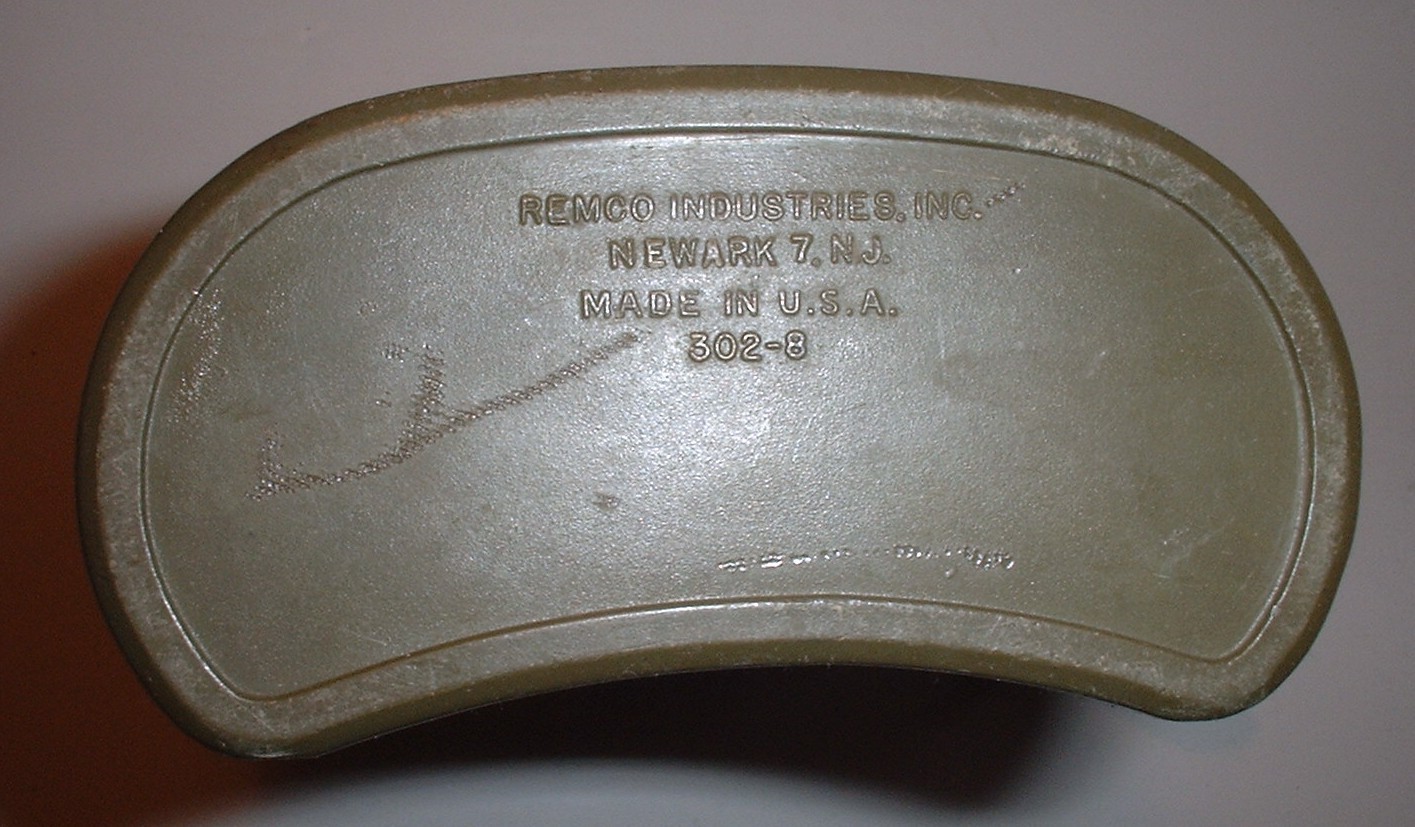 REMCO INDUSTRIES, INC.
NEWARK 7, N.J.
MADE IN U.S.A.
302-8